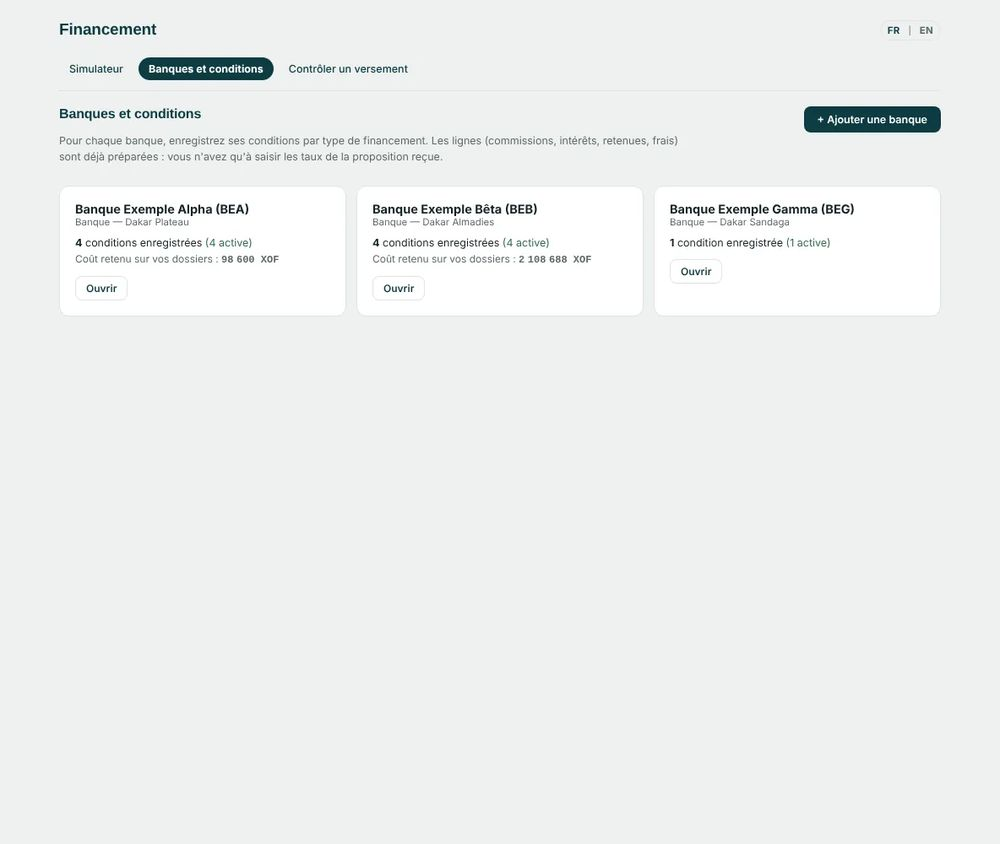 Financement
FR | EN
Simulateur
Banques et conditions
Contrôler un versement
Banques et conditions
+ Ajouter une banque
Pour chaque banque, enregistrez ses conditions par type de financement. Les lignes (commissions, intérêts, retenues, frais)
sont déjà préparées : vous n'avez qu'à saisir les taux de la proposition reçue.
Banque Exemple Alpha (BEA)
Banque — Dakar Plateau
4 conditions enregistrées (4 active)
Coût retenu sur vos dossiers : 98 600 XOF
Ouvrir
Banque Exemple Bêta (BEB)
Banque — Dakar Almadies
4 conditions enregistrées (4 active)
Coût retenu sur vos dossiers : 2 108 688 XOF
Ouvrir
Banque Exemple Gamma (BEG)
Banque — Dakar Sandaga
1 condition enregistrée (1 active)
Ouvrir